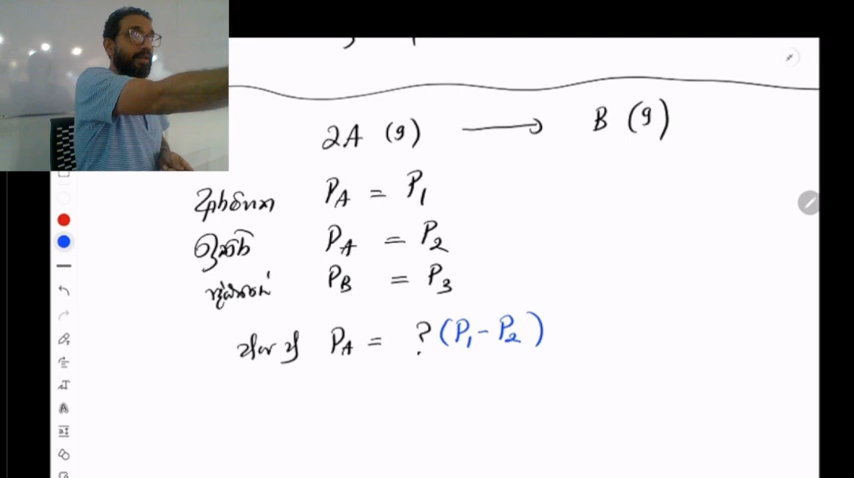 2A (g) → B (g)
ආරම්භක P_A = P_1
ඉතිරි P_A = P_2
P_B = P_3
P_A = ? (P_1 - P_2)